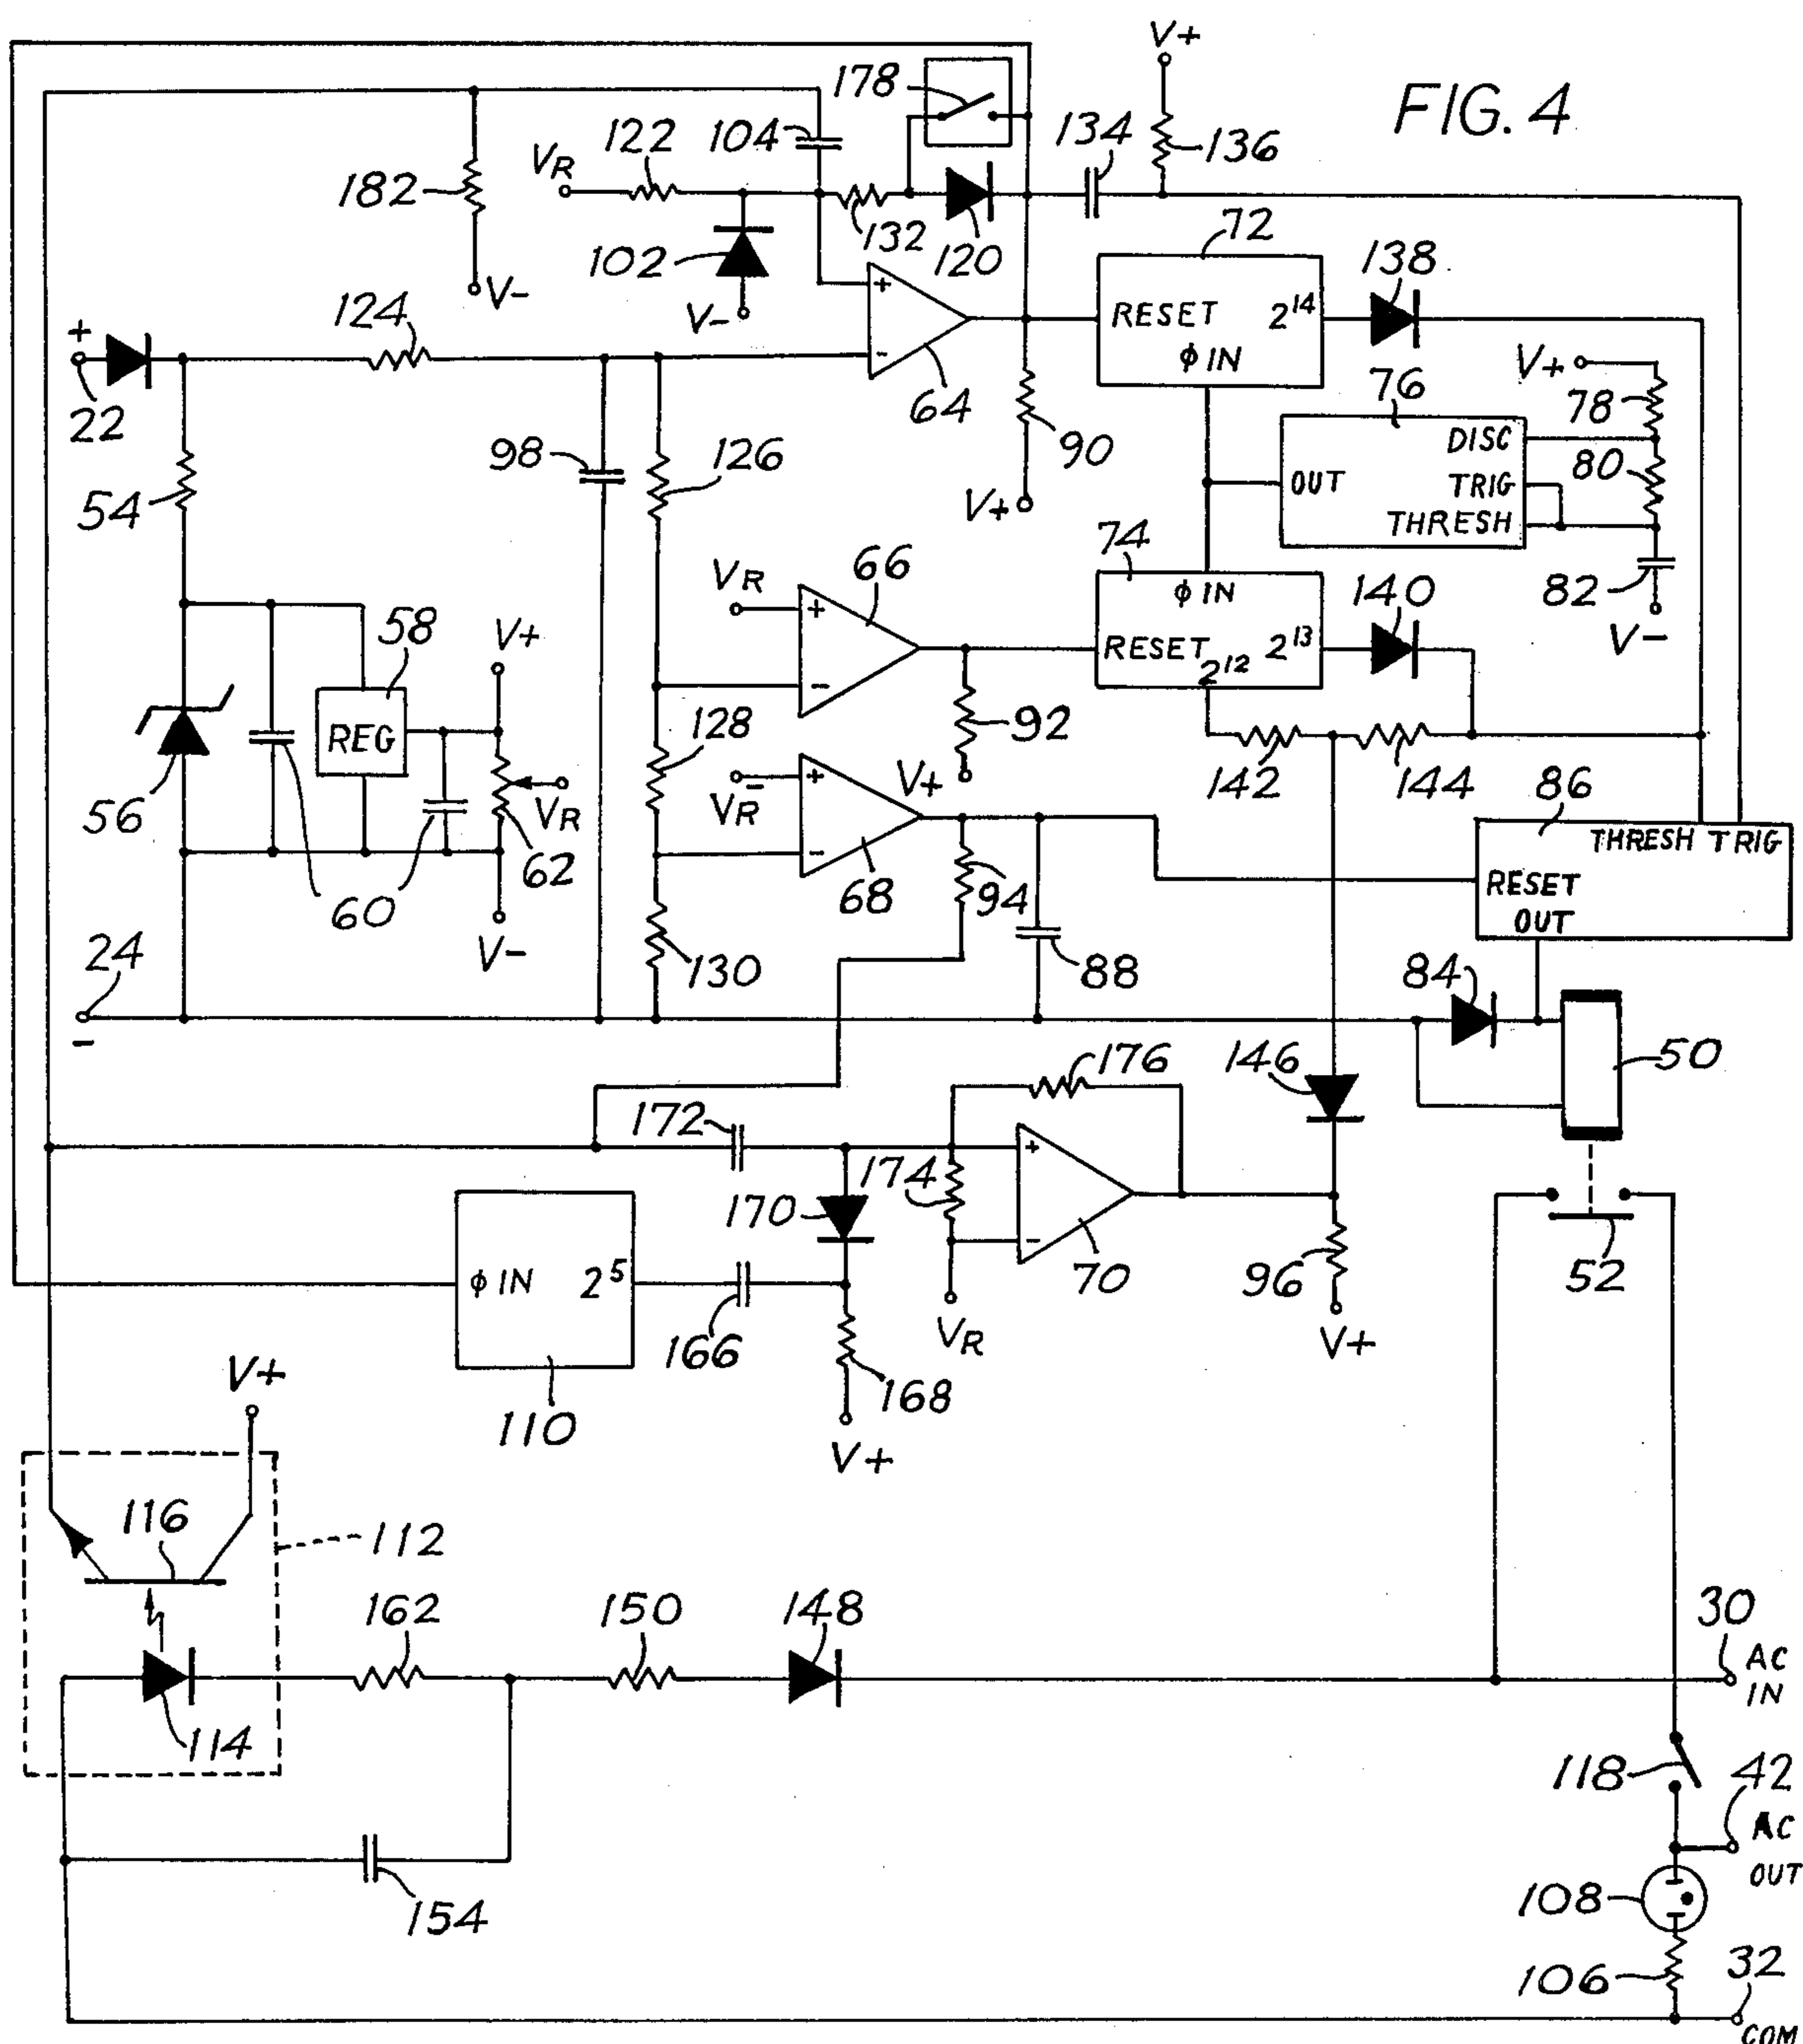 FIG. 4
V+
178
134
136
122
104
VR
182
132
120
102
V-
V-
72
RESET 2^14
φ IN
138
+
22
124
64
90
V+
V+
76
78
DISC
OUT TRIG
THRESH
80
82
V-
54
98
126
74
φ IN
RESET 2^13
2^12
140
VR
+
-
66
58
V+
REG
92
V+
128
142
144
56
60
62
VR
V-
VR
+
-
68
94
88
86
THRESH TRIG
RESET
OUT
24
-
130
84
50
146
176
172
174
+
-
70
170
52
96
V+
φ IN 2^5
110
166
168
V+
VR
V+
116
112
114
162
150
148
30
AC
IN
154
118
42
AC
OUT
108
106
32
COM